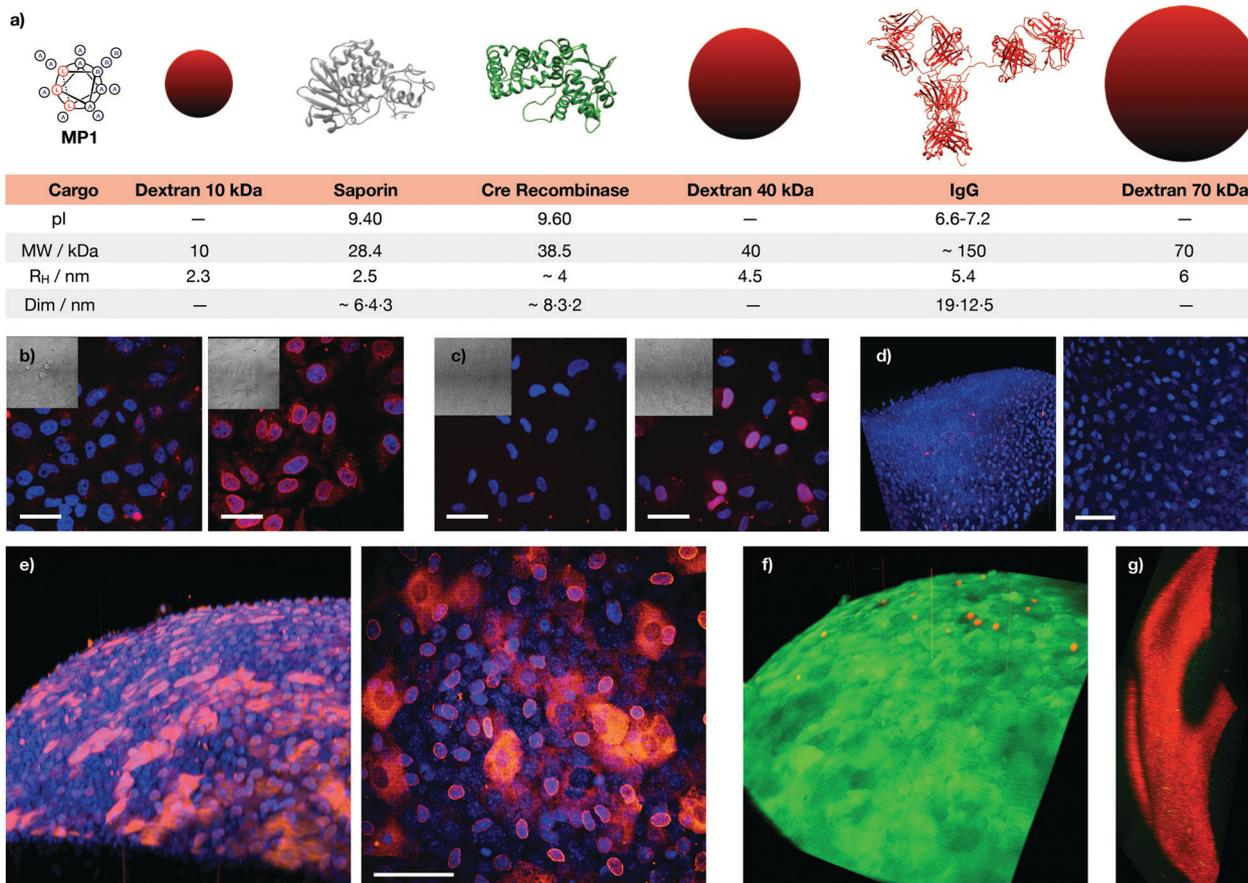 a)
A A A R
A L A R R
A L R A
A L L A A
A A
MP1
Cargo Dextran 10 kDa Saporin Cre Recombinase Dextran 40 kDa IgG Dextran 70 kDa
pI — 9.40 9.60 — 6.6-7.2 —
MW / kDa 10 28.4 38.5 40 ~ 150 70
RH / nm 2.3 2.5 ~ 4 4.5 5.4 6
Dim / nm — ~ 6·4·3 ~ 8·3·2 — 19·12·5 —
b) c) d)
e) f) g)